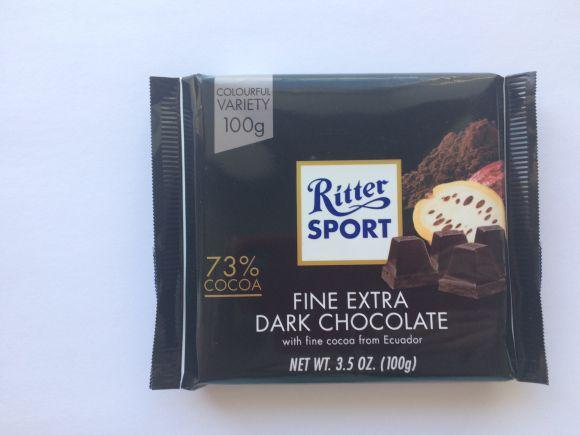 COLOURFUL
VARIETY
100g
Ritter
SPORT
73%
COCOA
FINE EXTRA
DARK CHOCOLATE
with fine cocoa from Ecuador
NET WT. 3.5 OZ. (100g)